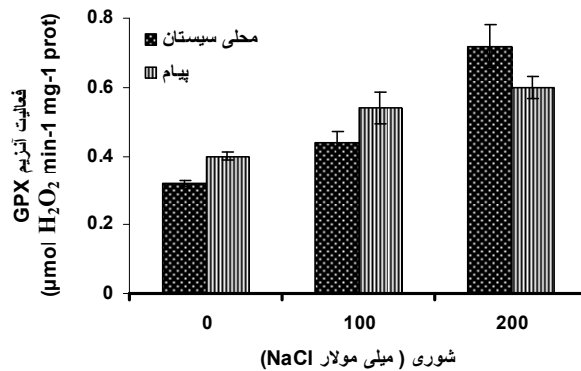 فعالیت آنزیم GPX
(µmol H₂O₂ min-1 mg-1 prot)
0.8
0.6
0.4
0.2
0
محلی سیستان
پیام
0
100
200
شوری ( میلی مولار NaCl)